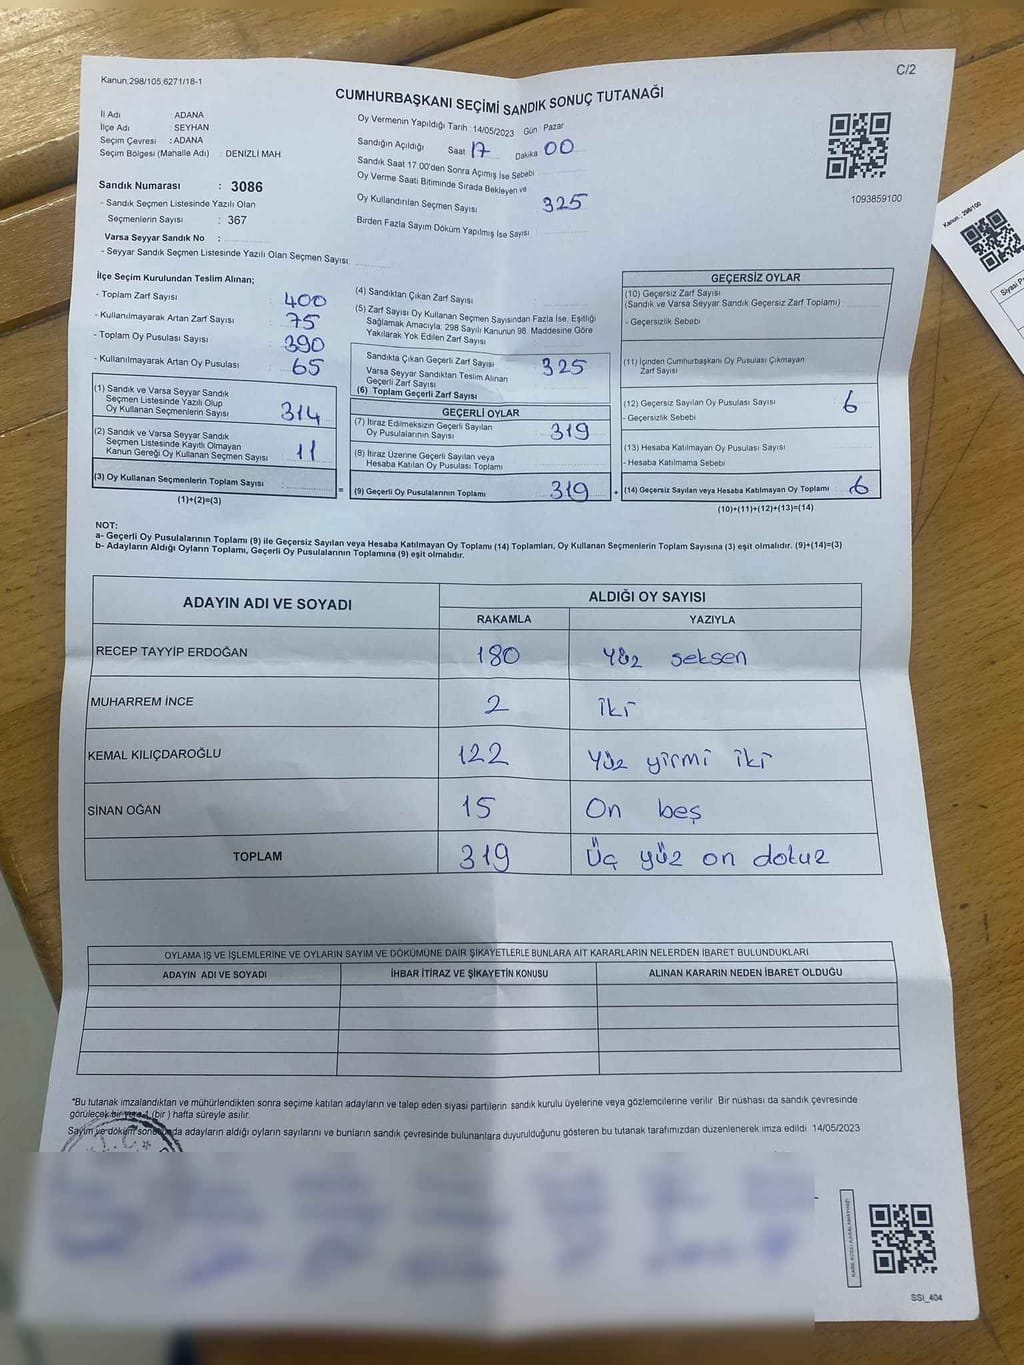 Kanun;298/105,6271/18-1
C/2
CUMHURBAŞKANI SEÇİMİ SANDIK SONUÇ TUTANAĞI
İl Adı : ADANA
İlçe Adı : SEYHAN
Seçim Çevresi : ADANA
Seçim Bölgesi (Mahalle Adı) : DENİZLİ MAH
Sandık Numarası : 3086
- Sandık Seçmen Listesinde Yazılı Olan
Seçmenlerin Sayısı : 367
Varsa Seyyar Sandık No :
- Seyyar Sandık Seçmen Listesinde Yazılı Olan Seçmen Sayısı:
Oy Vermenin Yapıldığı Tarih : 14/05/2023 Gün : Pazar
Sandığın Açıldığı Saat 17 Dakika 00
Sandık Saat 17:00'den Sonra Açımış İse Sebebi
Oy Verme Saati Bitiminde Sırada Bekleyen ve
Oy Kullandırılan Seçmen Sayısı 325
Birden Fazla Sayım Döküm Yapılmış İse Sayısı
1093859100
İlçe Seçim Kurulundan Teslim Alınan;
- Toplam Zarf Sayısı 400
- Kullanılmayarak Artan Zarf Sayısı 75
- Toplam Oy Pusulası Sayısı 390
- Kullanılmayarak Artan Oy Pusulası 65
(1) Sandık ve Varsa Seyyar Sandık
Seçmen Listesinde Yazılı Olup
Oy Kullanan Seçmenlerin Sayısı 314
(2) Sandık ve Varsa Seyyar Sandık
Seçmen Listesinde Kayıtlı Olmayan
Kanun Gereği Oy Kullanan Seçmen Sayısı 11
(3) Oy Kullanan Seçmenlerin Toplam Sayısı
(1)+(2)=(3)
=
(4) Sandıktan Çıkan Zarf Sayısı
(5) Zarf Sayısı Oy Kullanan Seçmen Sayısından Fazla İse, Eşitliği
Sağlamak Amacıyla; 298 Sayılı Kanunun 98. Maddesine Göre
Yakılarak Yok Edilen Zarf Sayısı
Sandıkta Çıkan Geçerli Zarf Sayısı 325
Varsa Seyyar Sandıktan Teslim Alınan
Geçerli Zarf Sayısı
(6) Toplam Geçerli Zarf Sayısı
GEÇERLİ OYLAR
(7) İtiraz Edilmeksizin Geçerli Sayılan
Oy Pusulalarının Sayısı 319
(8) İtiraz Üzerine Geçerli Sayılan veya
Hesaba Katılan Oy Pusulası Toplamı
(9) Geçerli Oy Pusulalarının Toplamı 319
+
GEÇERSİZ OYLAR
(10) Geçersiz Zarf Sayısı
(Sandık ve Varsa Seyyar Sandık Geçersiz Zarf Toplamı)
- Geçersizlik Sebebi
(11) İçinden Cumhurbaşkanı Oy Pusulası Çıkmayan
Zarf Sayısı
(12) Geçersiz Sayılan Oy Pusulası Sayısı 6
- Geçersizlik Sebebi
(13) Hesaba Katılmayan Oy Pusulası Sayısı
- Hesaba Katılmama Sebebi
(14) Geçersiz Sayılan veya Hesaba Katılmayan Oy Toplamı : 6
(10)+(11)+(12)+(13)=(14)
NOT:
a- Geçerli Oy Pusulalarının Toplamı (9) ile Geçersiz Sayılan veya Hesaba Katılmayan Oy Toplamı (14) Toplamları, Oy Kullanan Seçmenlerin Toplam Sayısına (3) eşit olmalıdır. (9)+(14)=(3)
b- Adayların Aldığı Oyların Toplamı, Geçerli Oy Pusulalarının Toplamına (9) eşit olmalıdır.
ADAYIN ADI VE SOYADI ALDIĞI OY SAYISI
RAKAMLA YAZIYLA
RECEP TAYYİP ERDOĞAN 180 Yüz seksen
MUHARREM İNCE 2 iki
KEMAL KILIÇDAROĞLU 122 Yüz yirmi iki
SİNAN OĞAN 15 On beş
TOPLAM 319 Üç yüz on dokuz
OYLAMA İŞ VE İŞLEMLERİNE VE OYLARIN SAYIM VE DÖKÜMÜNE DAİR ŞİKAYETLERLE BUNLARA AİT KARARLARIN NELERDEN İBARET BULUNDUKLARI
ADAYIN ADI VE SOYADI İHBAR İTİRAZ VE ŞİKAYETİN KONUSU ALINAN KARARIN NEDEN İBARET OLDUĞU
*Bu tutanak imzalandıktan ve mühürlendikten sonra seçime katılan adayların ve talep eden siyasi partilerin sandık kurulu üyelerine veya gözlemcilerine verilir. Bir nüshası da sandık çevresinde
görülecek bir yere 1 (bir ) hafta süreyle asılır.
Sayım ve döküm sonunda adayların aldığı oyların sayılarını ve bunların sandık çevresinde bulunanlara duyurulduğunu gösteren bu tutanak tarafımızdan düzenlenerek imza edildi. 14/05/2023
T.C.
KARE KODU KARALAMAYINIZ
SSI_404
Kanun : 298/100